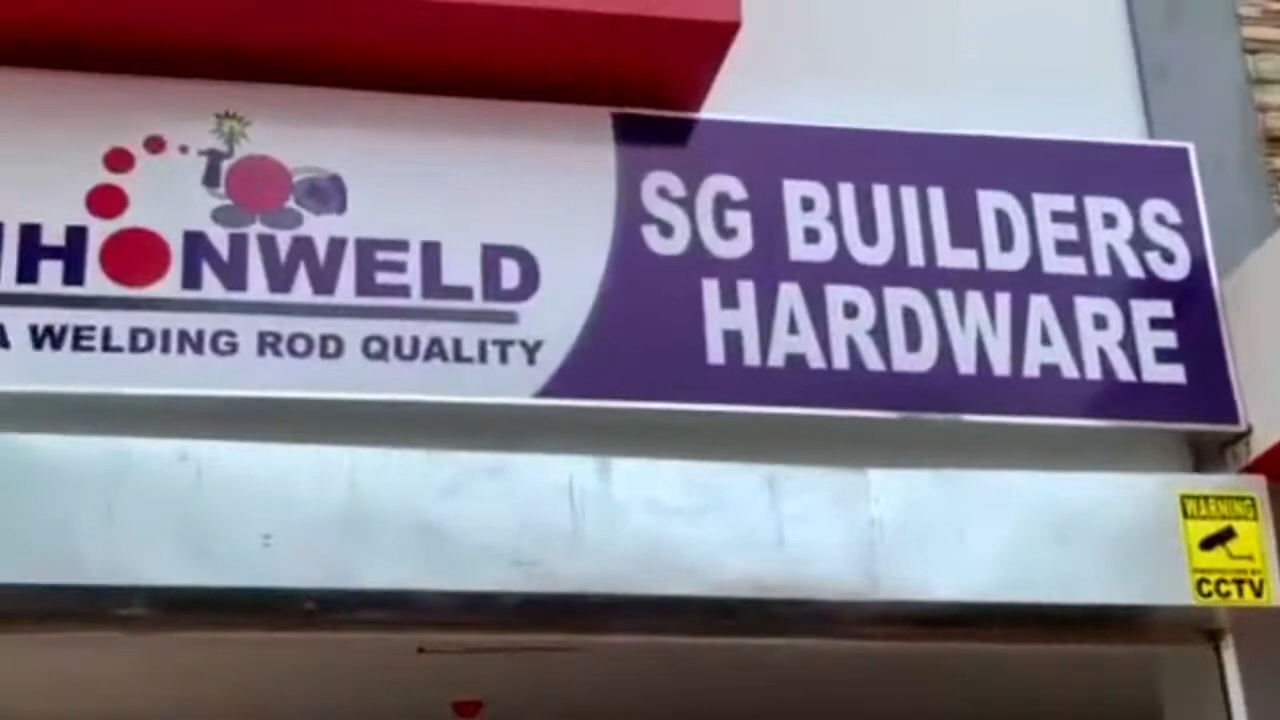 HONWELD
A WELDING ROD QUALITY
SG BUILDERS
HARDWARE
WARNING
CCTV